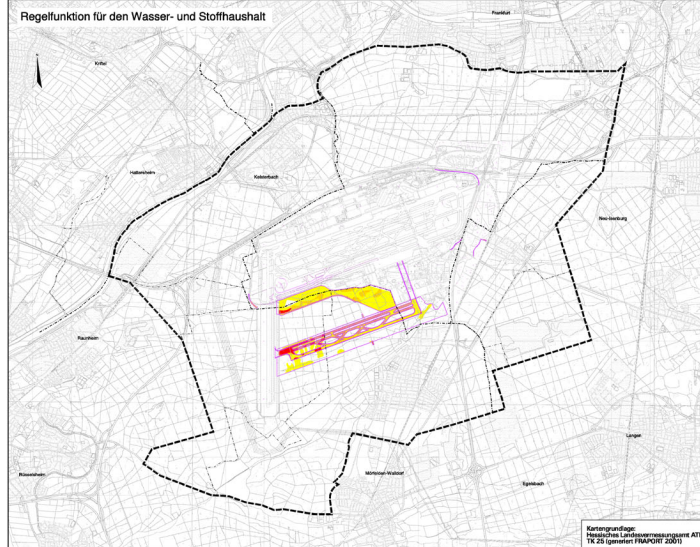 Regelfunktion für den Wasser- und Stoffhaushalt
Frankfurt
Kriftel
Hattersheim
Kelsterbach
Neu-Isenburg
Raunheim
Langen
Rüsselsheim
Mörfelden-Walldorf
Egelsbach
Kartengrundlage:
Hessisches Landesvermessungsamt
TK 25 (generiert FRAPORT 2001)